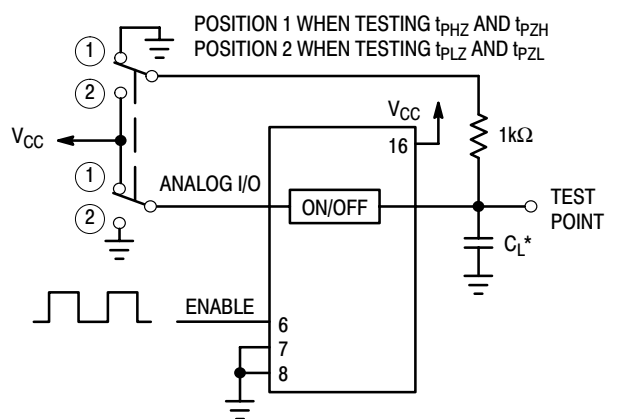 POSITION 1 WHEN TESTING tPHZ AND tPZH
POSITION 2 WHEN TESTING tPLZ AND tPZL
1
2
VCC
VCC
16
1kΩ
1
ANALOG I/O
ON/OFF
TEST
POINT
2
CL*
ENABLE
6
7
8